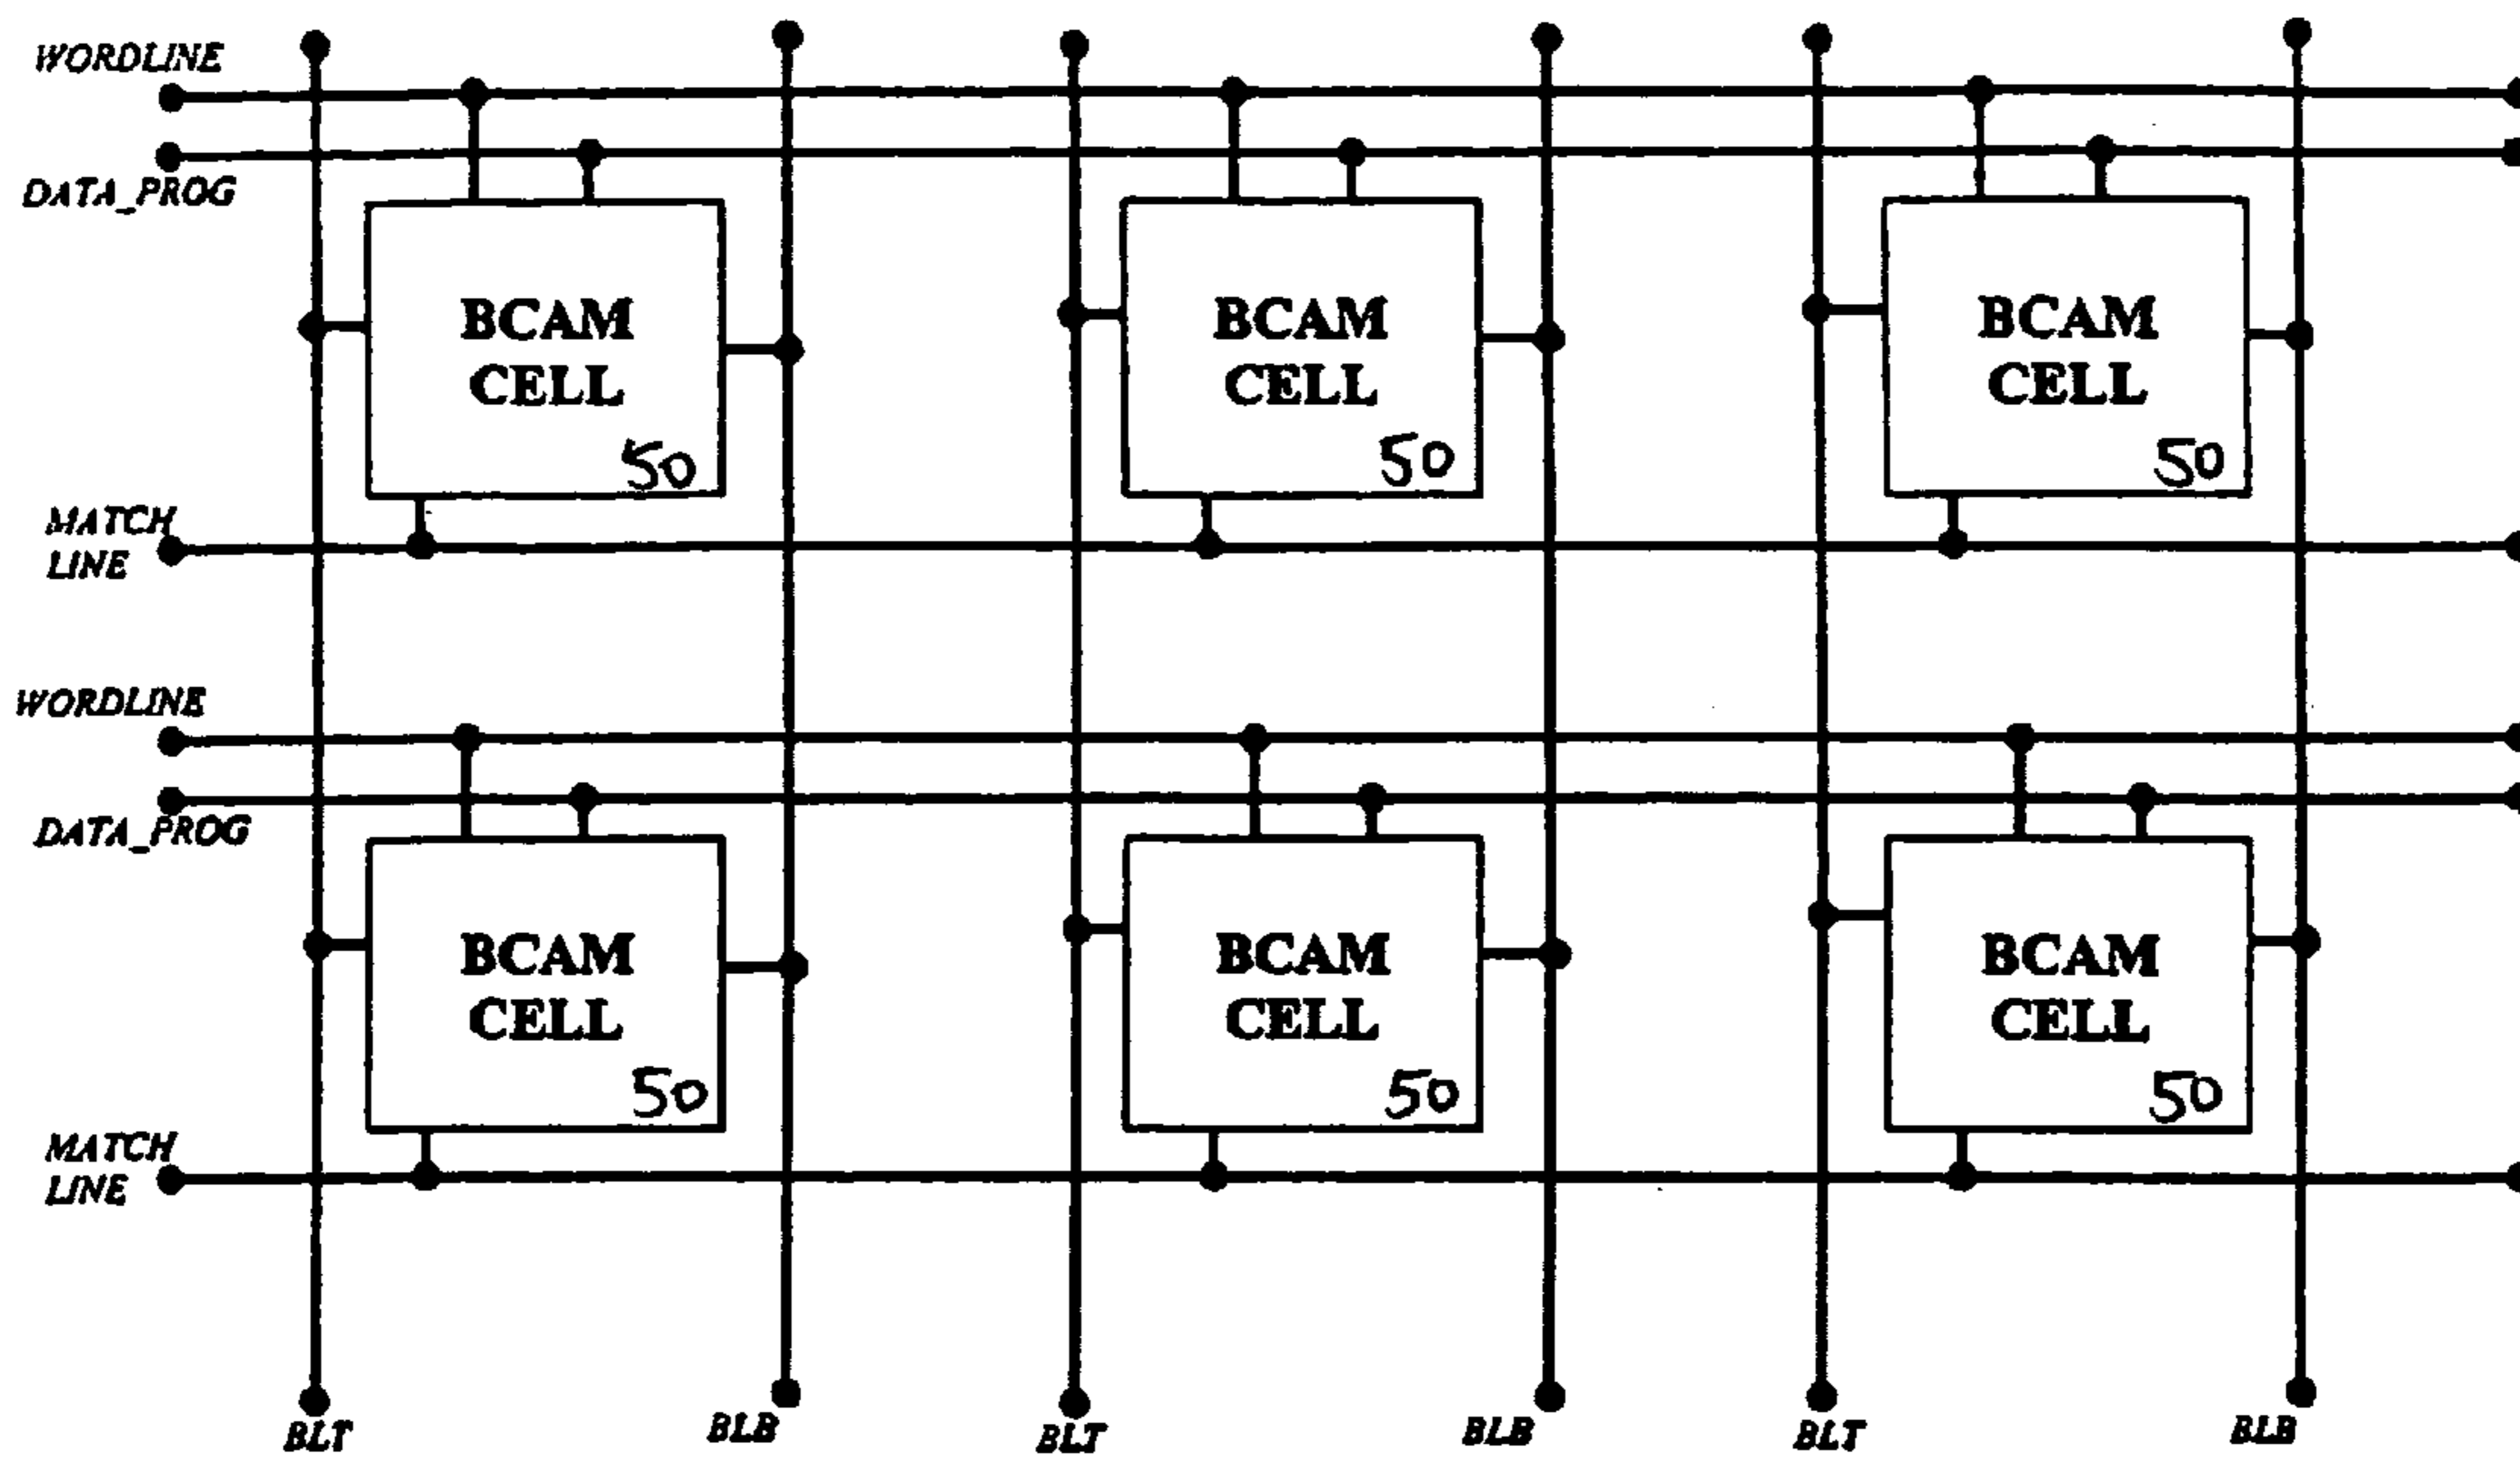 WORDLINE
DATA_PROG
BCAM
CELL
50
BCAM
CELL
50
BCAM
CELL
50
MATCH
LINE
WORDLINE
DATA_PROG
BCAM
CELL
50
BCAM
CELL
50
BCAM
CELL
50
MATCH
LINE
BLT
BLB
BLT
BLB
BLT
BLB